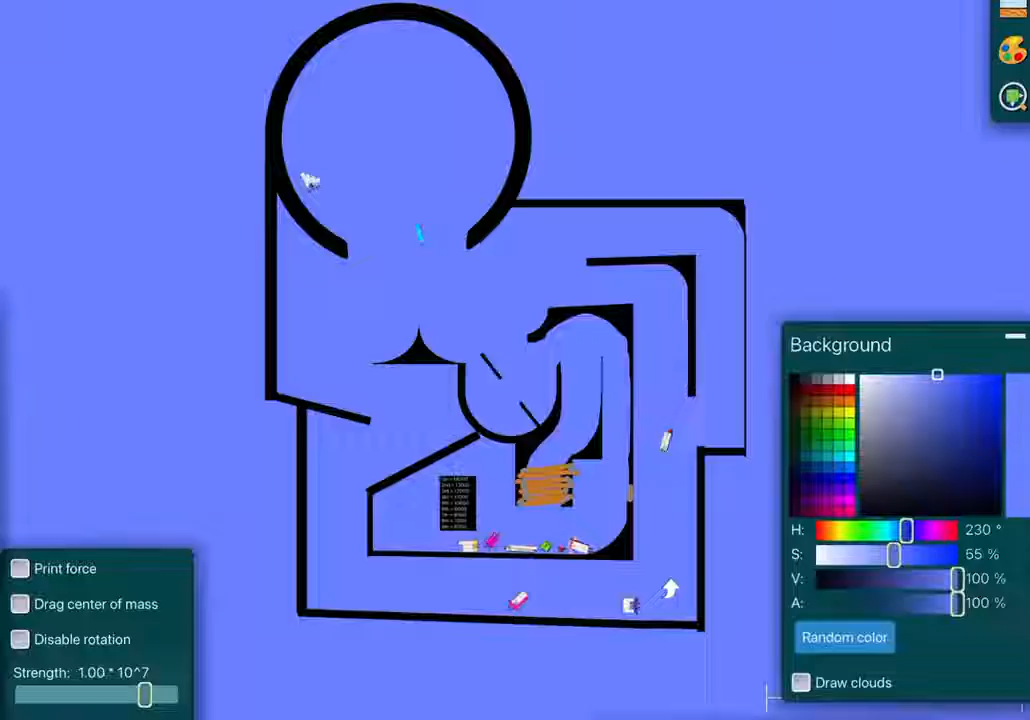 Background
H: 230 °
S: 55 %
V: 100 %
A: 100 %
Random color
Draw clouds
Print force
Drag center of mass
Disable rotation
Strength: 1.00 * 10^7